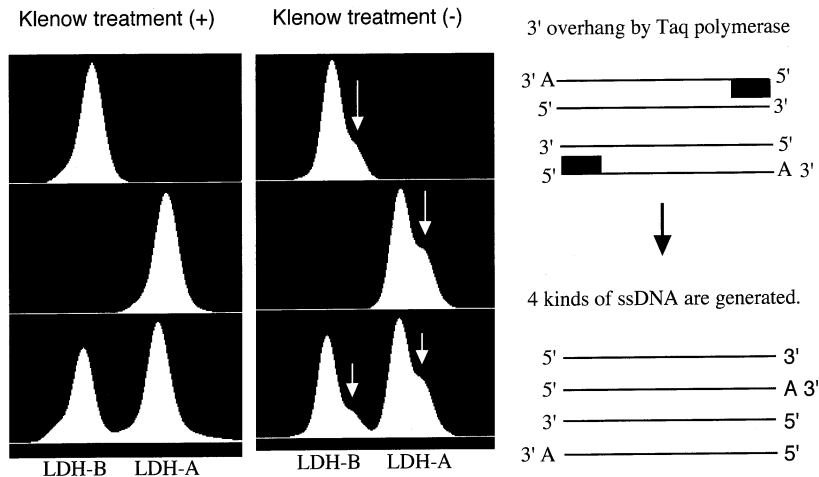 Klenow treatment (+)
Klenow treatment (-)
3' overhang by Taq polymerase
3' A 5'
5' 3'
3' 5'
5' A 3'
4 kinds of ssDNA are generated.
5' 3'
5' A 3'
3' 5'
3' A 5'
LDH-B LDH-A
LDH-B LDH-A